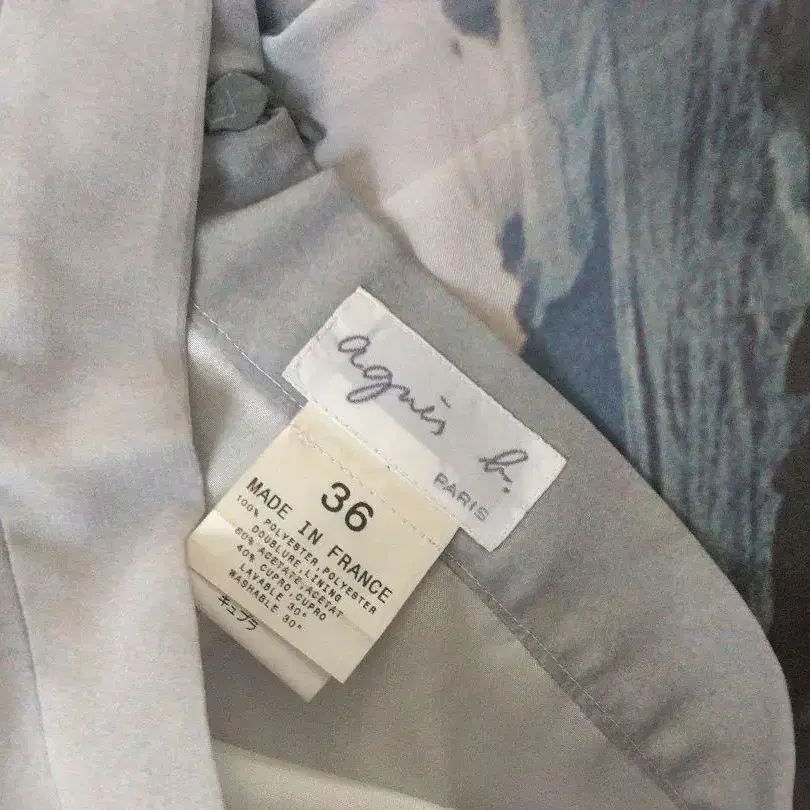 agnès b.
PARIS
36
MADE IN FRANCE
100% POLYESTER,POLYESTER
DOUBLURE,LINING
60% ACETATE,ACETAT
40% CUPRO,CUPRO
LAVABLE 30°
WASHABLE 30°
キュプラ